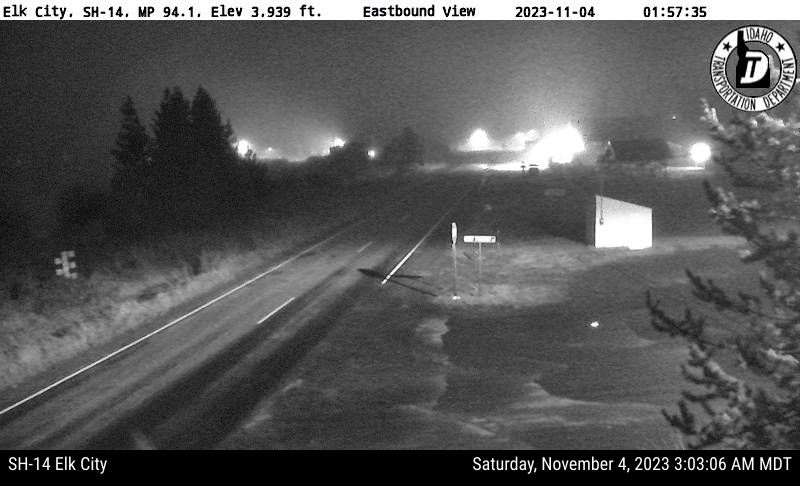 Elk City, SH-14, MP 94.1, Elev 3,939 ft. Eastbound View 2023-11-04 01:57:35
IDAHO
TRANSPORTATION DEPARTMENT
SH-14 Elk City Saturday, November 4, 2023 3:03:06 AM MDT